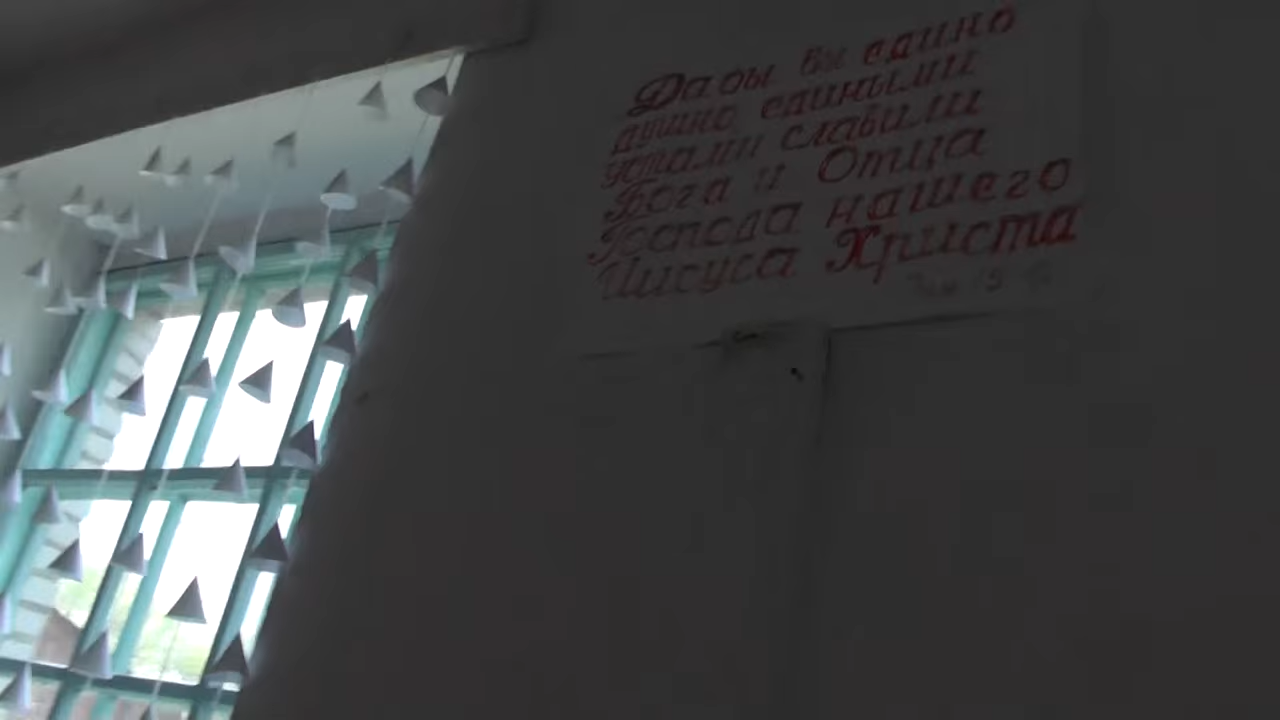 Дабы вы едино
душно едиными
устами славили
Бога и Отца
Господа нашего
Иисуса Христа